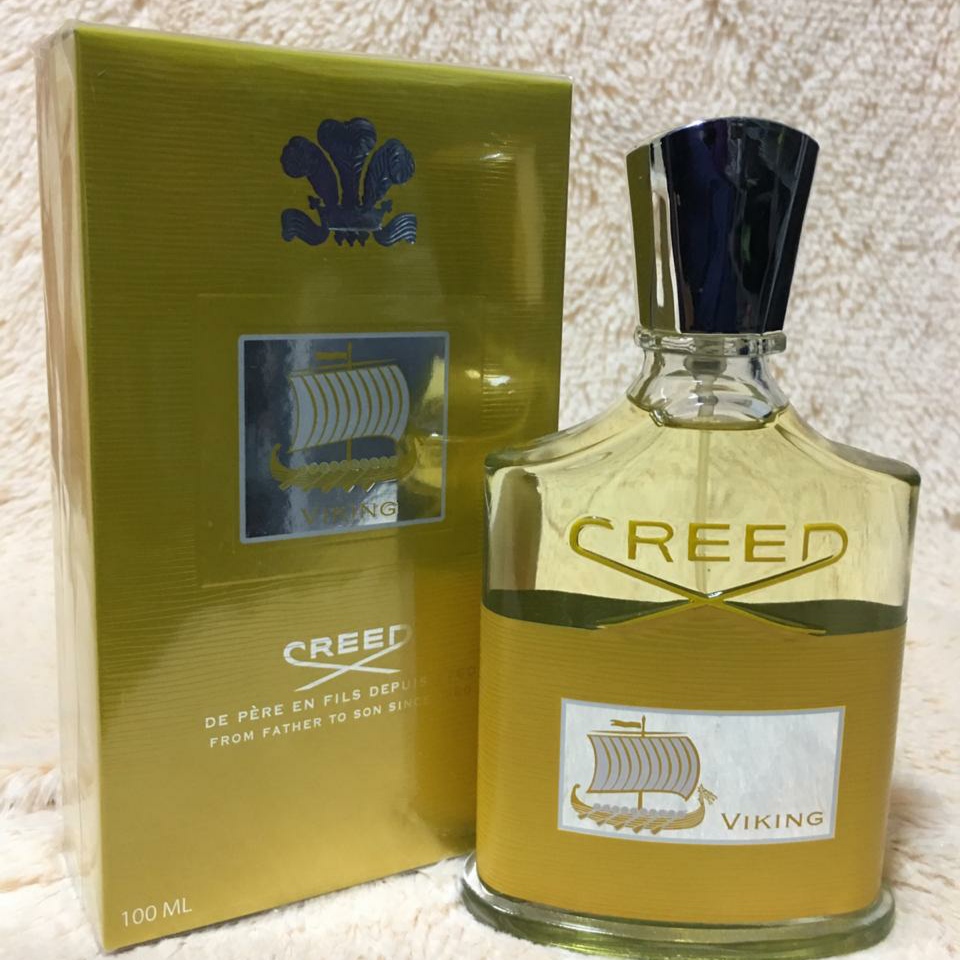 VIKING
CREED
DE PÈRE EN FILS DEPUIS
FROM FATHER TO SON SINCE
100 ML
CREED
VIKING